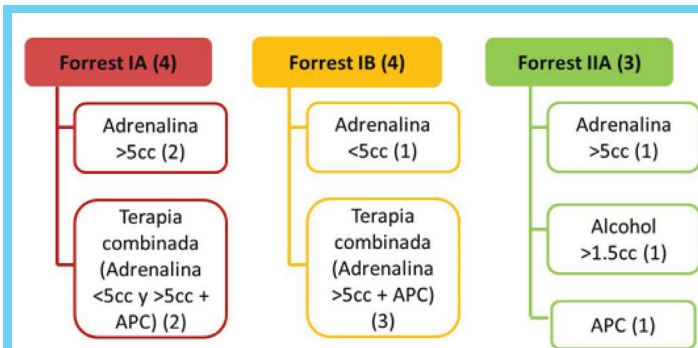 Forrest IA (4)
Adrenalina
>5cc (2)
Terapia
combinada
(Adrenalina
<5cc y >5cc +
APC) (2)
Forrest IB (4)
Adrenalina
<5cc (1)
Terapia
combinada
(Adrenalina
>5cc + APC)
(3)
Forrest IIA (3)
Adrenalina
>5cc (1)
Alcohol
>1.5cc (1)
APC (1)